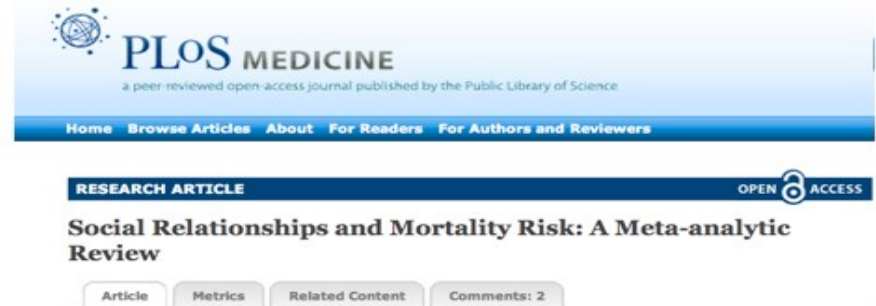 PLoS MEDICINE
a peer-reviewed open-access journal published by the Public Library of Science
Home Browse Articles About For Readers For Authors and Reviewers
RESEARCH ARTICLE OPEN ACCESS
Social Relationships and Mortality Risk: A Meta-analytic
Review
Article Metrics Related Content Comments: 2